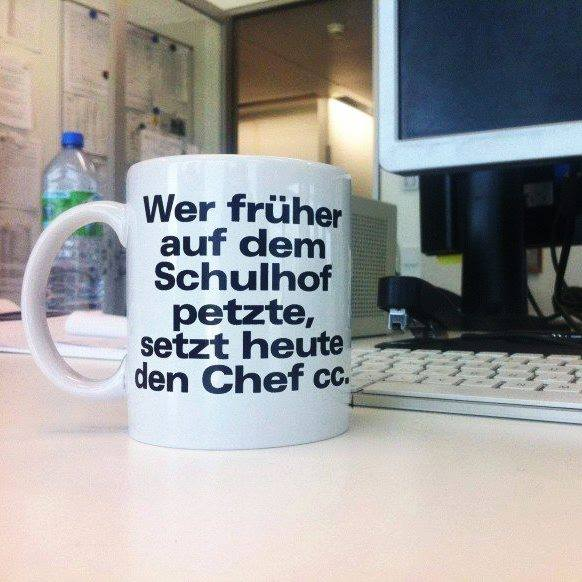 Wer früher
auf dem
Schulhof
petzte,
setzt heute
den Chef cc.